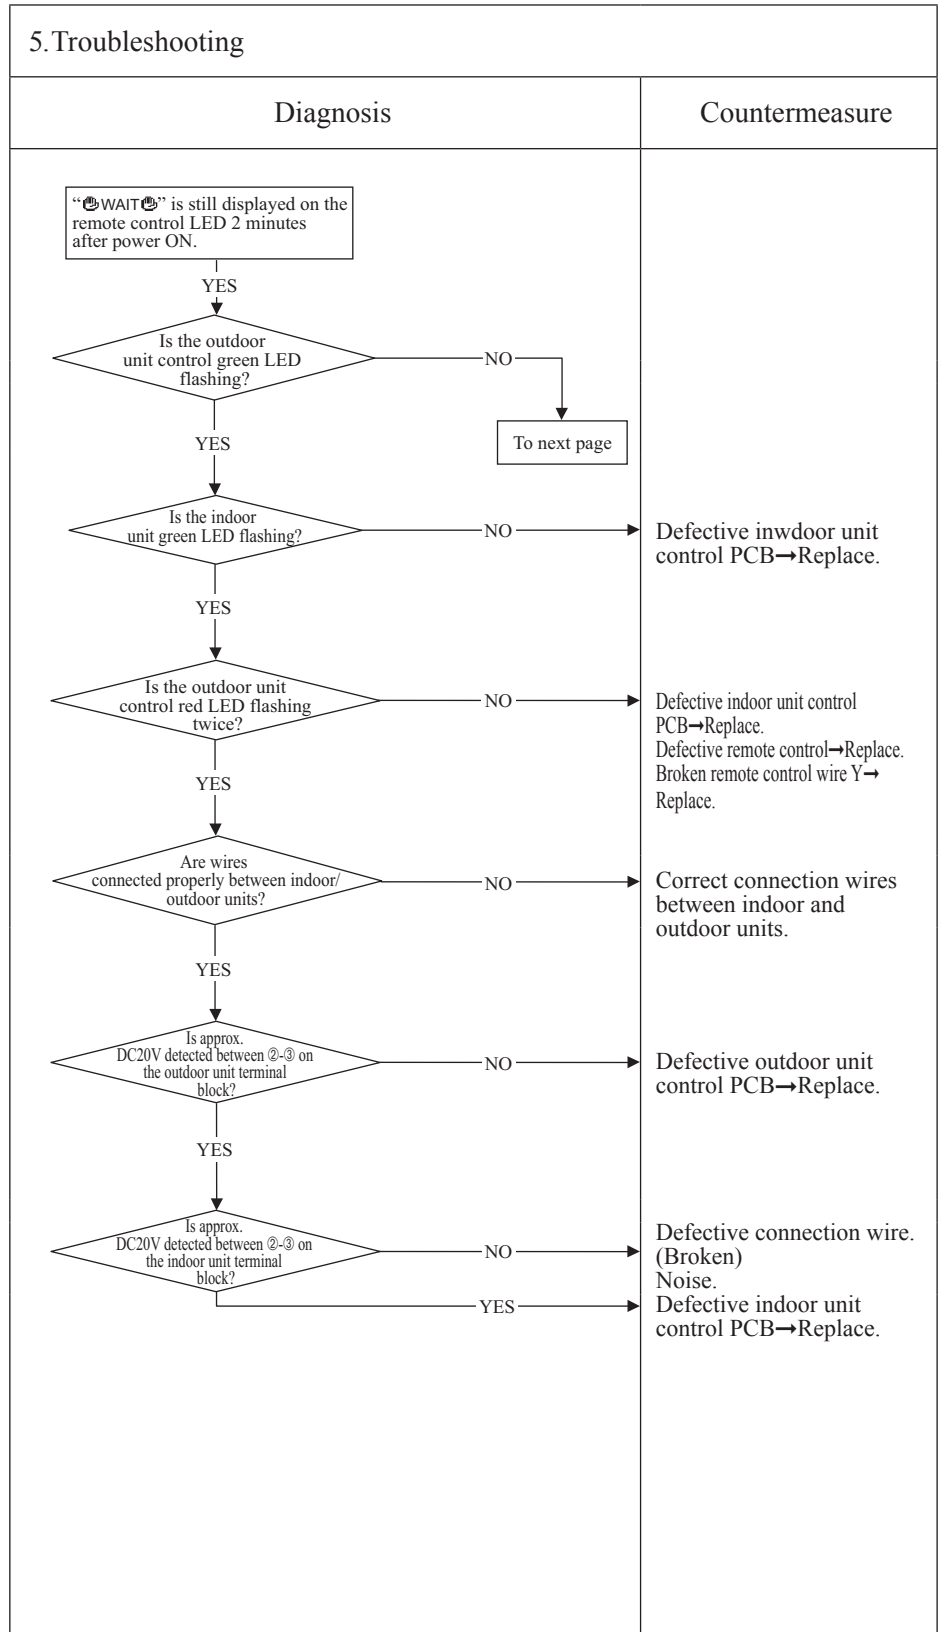 5.Troubleshooting
Diagnosis
Countermeasure
“WAIT” is still displayed on the
remote control LED 2 minutes
after power ON.
YES
Is the outdoor
unit control green LED
flashing?
NO
To next page
YES
Is the indoor
unit green LED flashing?
NO
Defective inwdoor unit
control PCB→Replace.
YES
Is the outdoor unit
control red LED flashing
twice?
NO
Defective indoor unit control
PCB→Replace.
Defective remote control→Replace.
Broken remote control wire Y→
Replace.
YES
Are wires
connected properly between indoor/
outdoor units?
NO
Correct connection wires
between indoor and
outdoor units.
YES
Is approx.
DC20V detected between ②-③ on
the outdoor unit terminal
block?
NO
Defective outdoor unit
control PCB→Replace.
YES
Is approx.
DC20V detected between ②-③ on
the indoor unit terminal
block?
NO
Defective connection wire.
(Broken)
Noise.
YES
Defective indoor unit
control PCB→Replace.